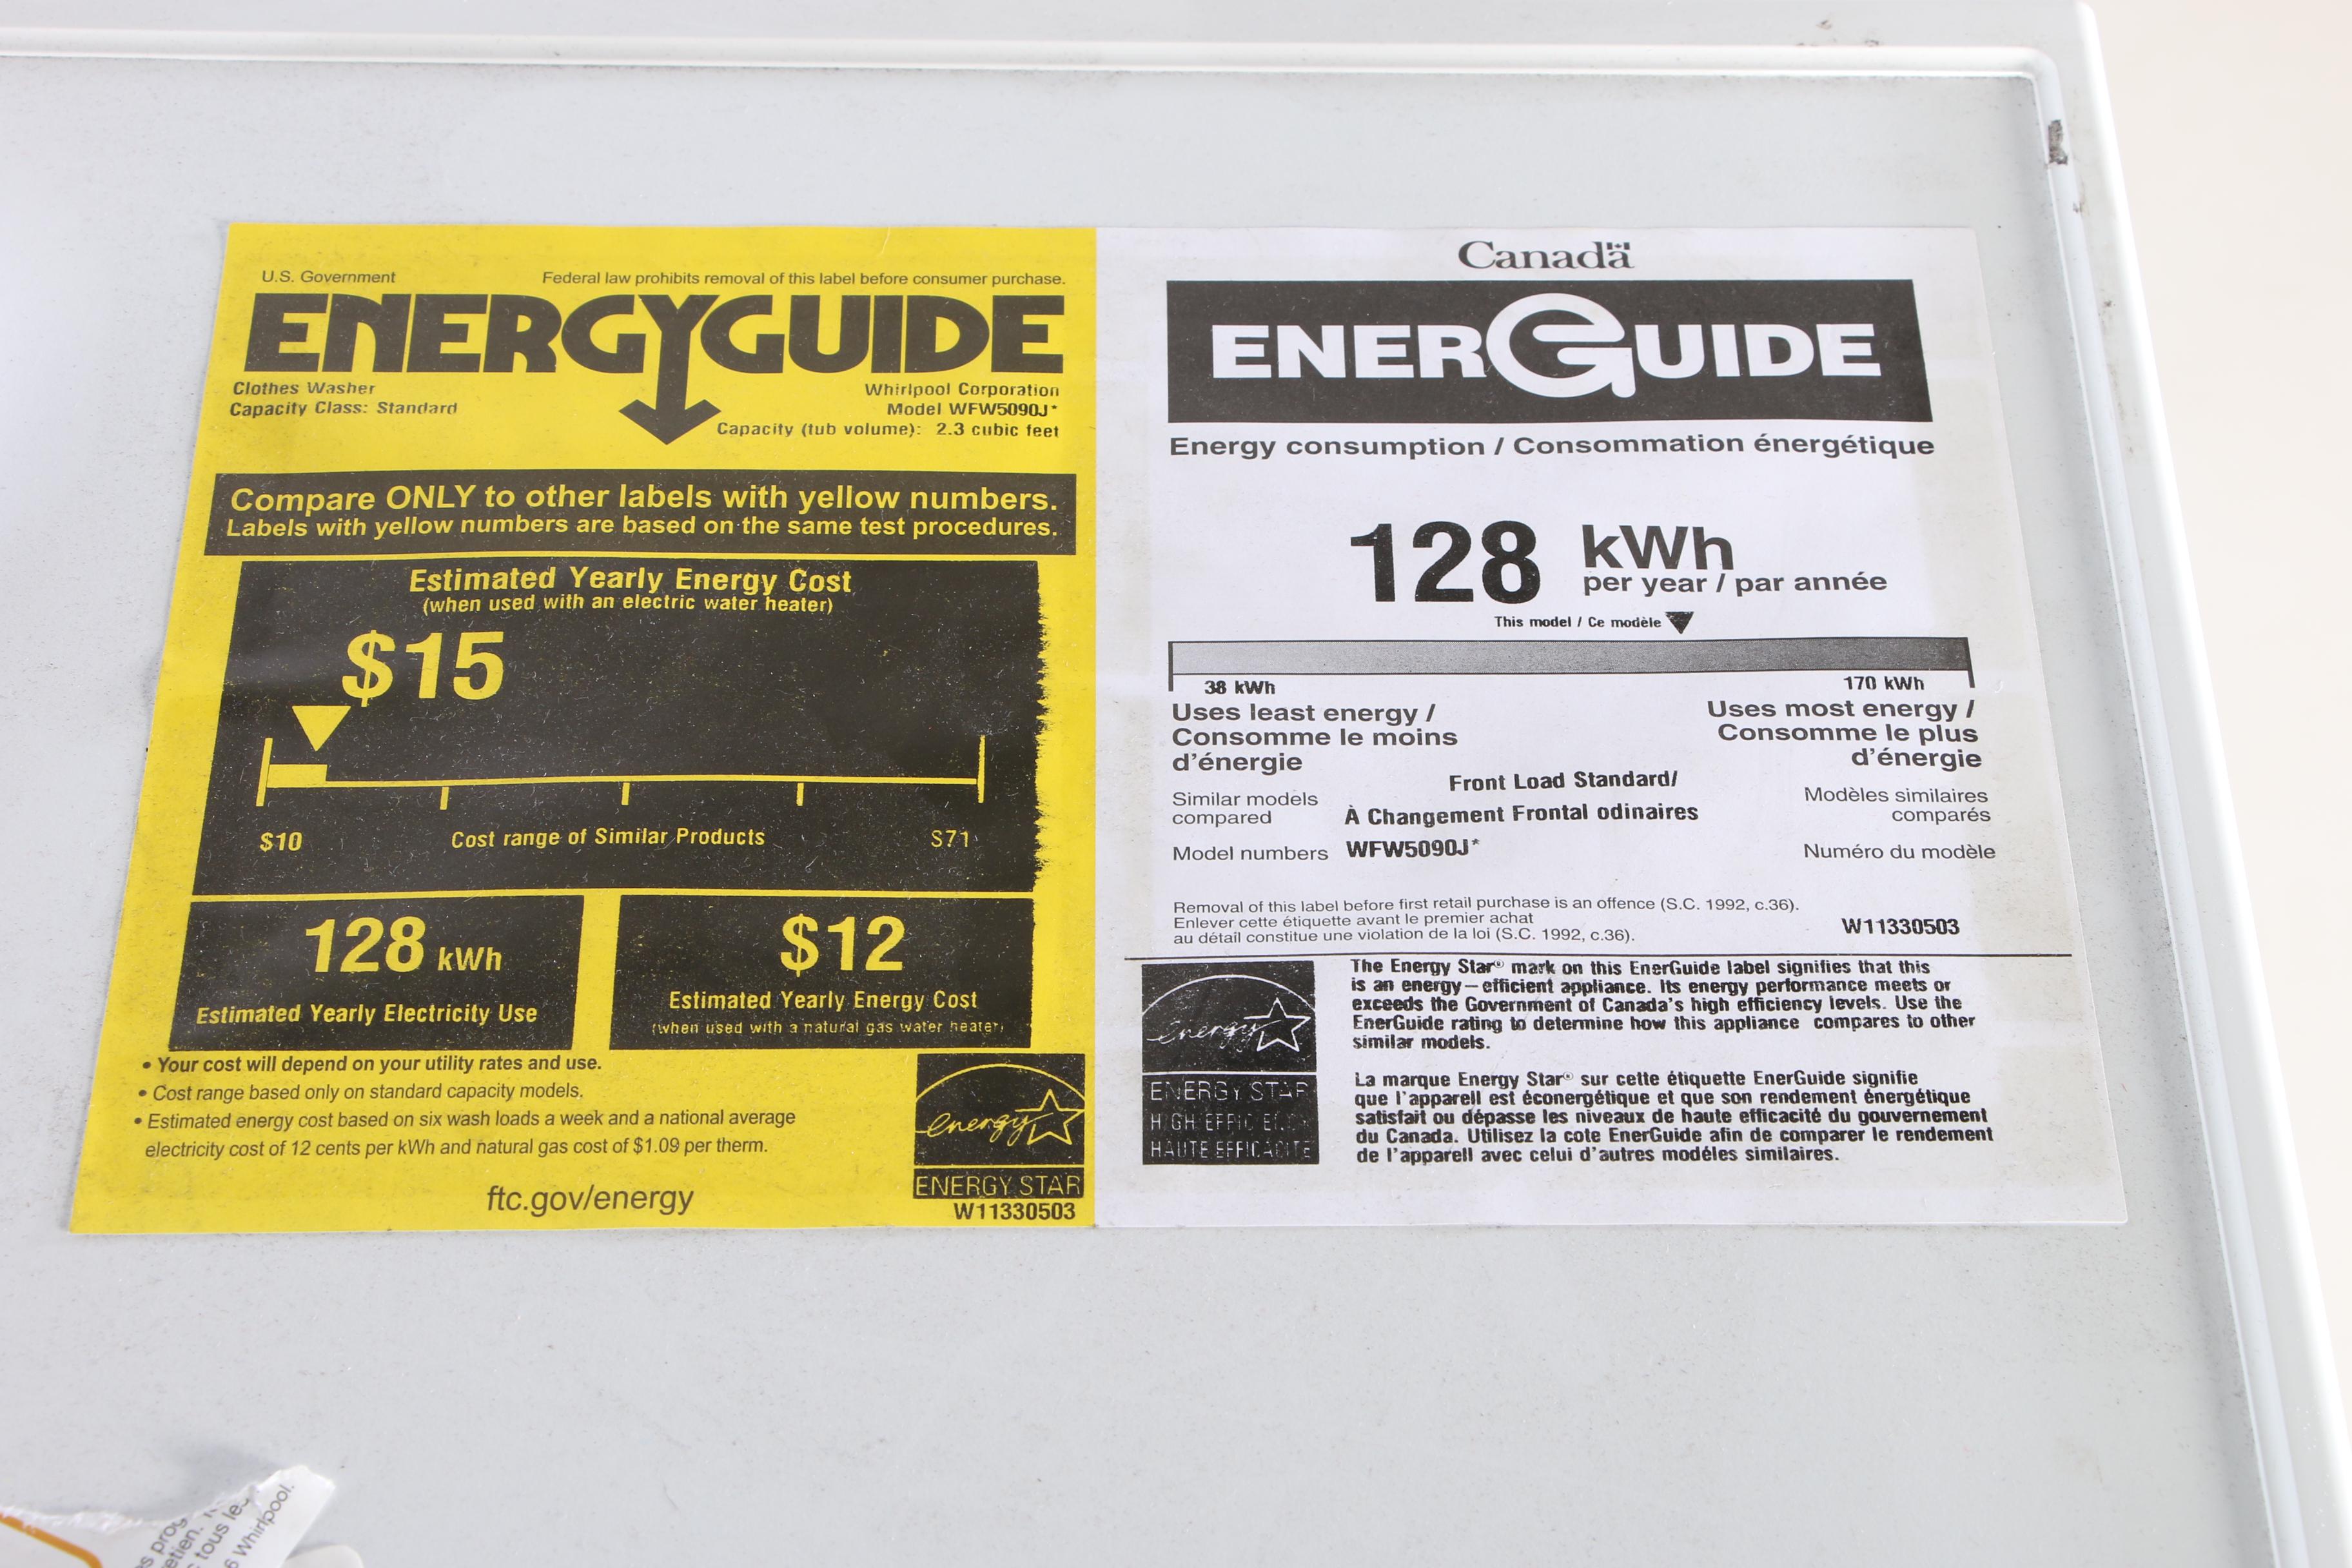 U.S. Government
Federal law prohibits removal of this label before consumer purchase.
ENERGYGUIDE
Clothes Washer
Capacity Class: Standard
Whirlpool Corporation
Model WFW5090J*
Capacity (tub volume): 2.3 cubic feet
Compare ONLY to other labels with yellow numbers.
Labels with yellow numbers are based on the same test procedures.
Estimated Yearly Energy Cost
(when used with an electric water heater)
$15
$10
Cost range of Similar Products
$71
128 kWh
Estimated Yearly Electricity Use
$12
Estimated Yearly Energy Cost
(when used with a natural gas water heater)
• Your cost will depend on your utility rates and use.
• Cost range based only on standard capacity models.
• Estimated energy cost based on six wash loads a week and a national average
electricity cost of 12 cents per kWh and natural gas cost of $1.09 per therm.
ftc.gov/energy
energy
ENERGY STAR
W11330503
Canada
ENERGUIDE
Energy consumption / Consommation énergétique
128 kWh
per year / par année
This model / Ce modèle
38 kWh
170 kWh
Uses least energy /
Consomme le moins
d'énergie
Uses most energy /
Consomme le plus
d'énergie
Similar models
compared
Front Load Standard/
À Changement Frontal odinaires
Modèles similaires
comparés
Model numbers
WFW5090J*
Numéro du modèle
Removal of this label before first retail purchase is an offence (S.C. 1992, c.36).
Enlever cette étiquette avant le premier achat
au détail constitue une violation de la loi (S.C. 1992, c.36).
W11330503
energy
ENERGY STAR
HIGH EFFICIENCY
HAUTE EFFICACITE
The Energy Star® mark on this EnerGuide label signifies that this
is an energy–efficient appliance. Its energy performance meets or
exceeds the Government of Canada's high efficiency levels. Use the
EnerGuide rating to determine how this appliance compares to other
similar models.
La marque Energy Star® sur cette étiquette EnerGuide signifie
que l'appareil est éconergétique et que son rendement énergétique
satisfait ou dépasse les niveaux de haute efficacité du gouvernement
du Canada. Utilisez la cote EnerGuide afin de comparer le rendement
de l'appareil avec celui d'autres modèles similaires.
tous
Whirlpool.